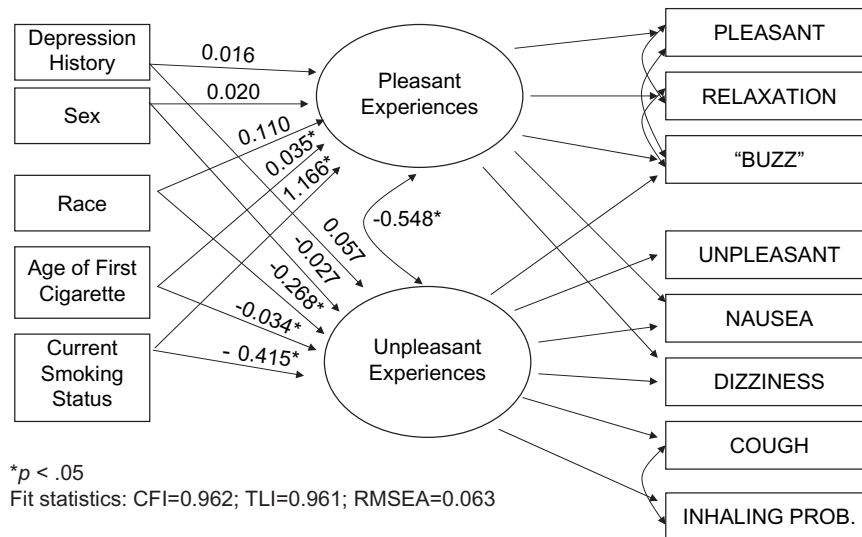 Depression
History
Sex
Race
Age of First
Cigarette
Current
Smoking
Status
0.016
0.020
0.110
0.035*
1.166*
0.057
-0.027
-0.268*
-0.034*
- 0.415*
Pleasant
Experiences
-0.548*
Unpleasant
Experiences
PLEASANT
RELAXATION
“BUZZ”
UNPLEASANT
NAUSEA
DIZZINESS
COUGH
INHALING PROB.
*p < .05
Fit statistics: CFI=0.962; TLI=0.961; RMSEA=0.063